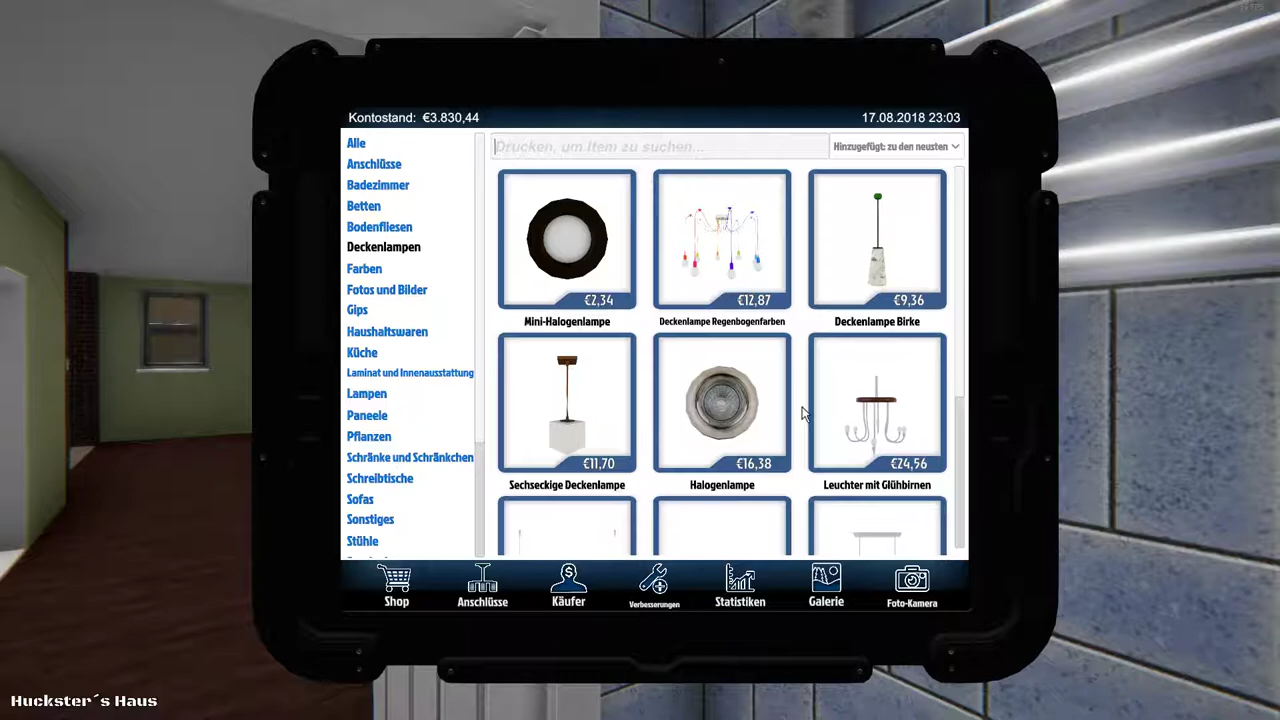 Kontostand: €3.830,44
17.08.2018 23:03
Alle
Anschlüsse
Badezimmer
Betten
Bodenfliesen
Deckenlampen
Farben
Fotos und Bilder
Gips
Haushaltswaren
Küche
Laminat und Innenausstattung
Lampen
Paneele
Pflanzen
Schränke und Schränkchen
Schreibtische
Sofas
Sonstiges
Stühle
Drucken, um Item zu suchen...
Hinzugefügt: zu den neusten
€2,34
€12,87
€9,36
Mini-Halogenlampe
Deckenlampe Regenbogenfarben
Deckenlampe Birke
€11,70
€16,38
€24,56
Sechseckige Deckenlampe
Halogenlampe
Leuchter mit Glühbirnen
Shop
Anschlüsse
Käufer
Verbesserungen
Statistiken
Galerie
Foto-Kamera
Huckster´s Haus